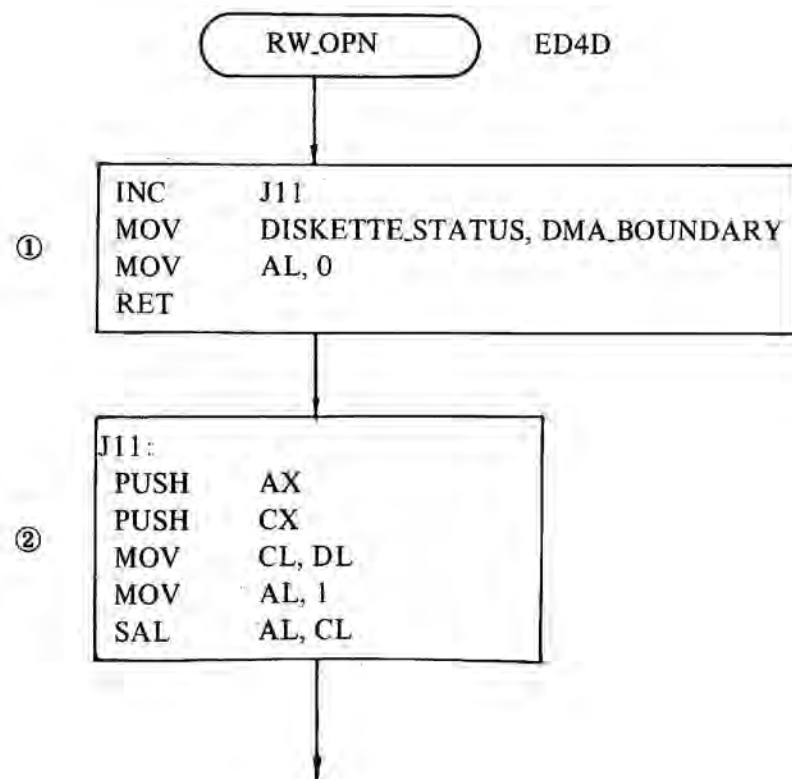 RW_OPN ED4D
①
INC J11
MOV DISKETTE_STATUS, DMA_BOUNDARY
MOV AL, 0
RET
②
J11:
PUSH AX
PUSH CX
MOV CL, DL
MOV AL, 1
SAL AL, CL